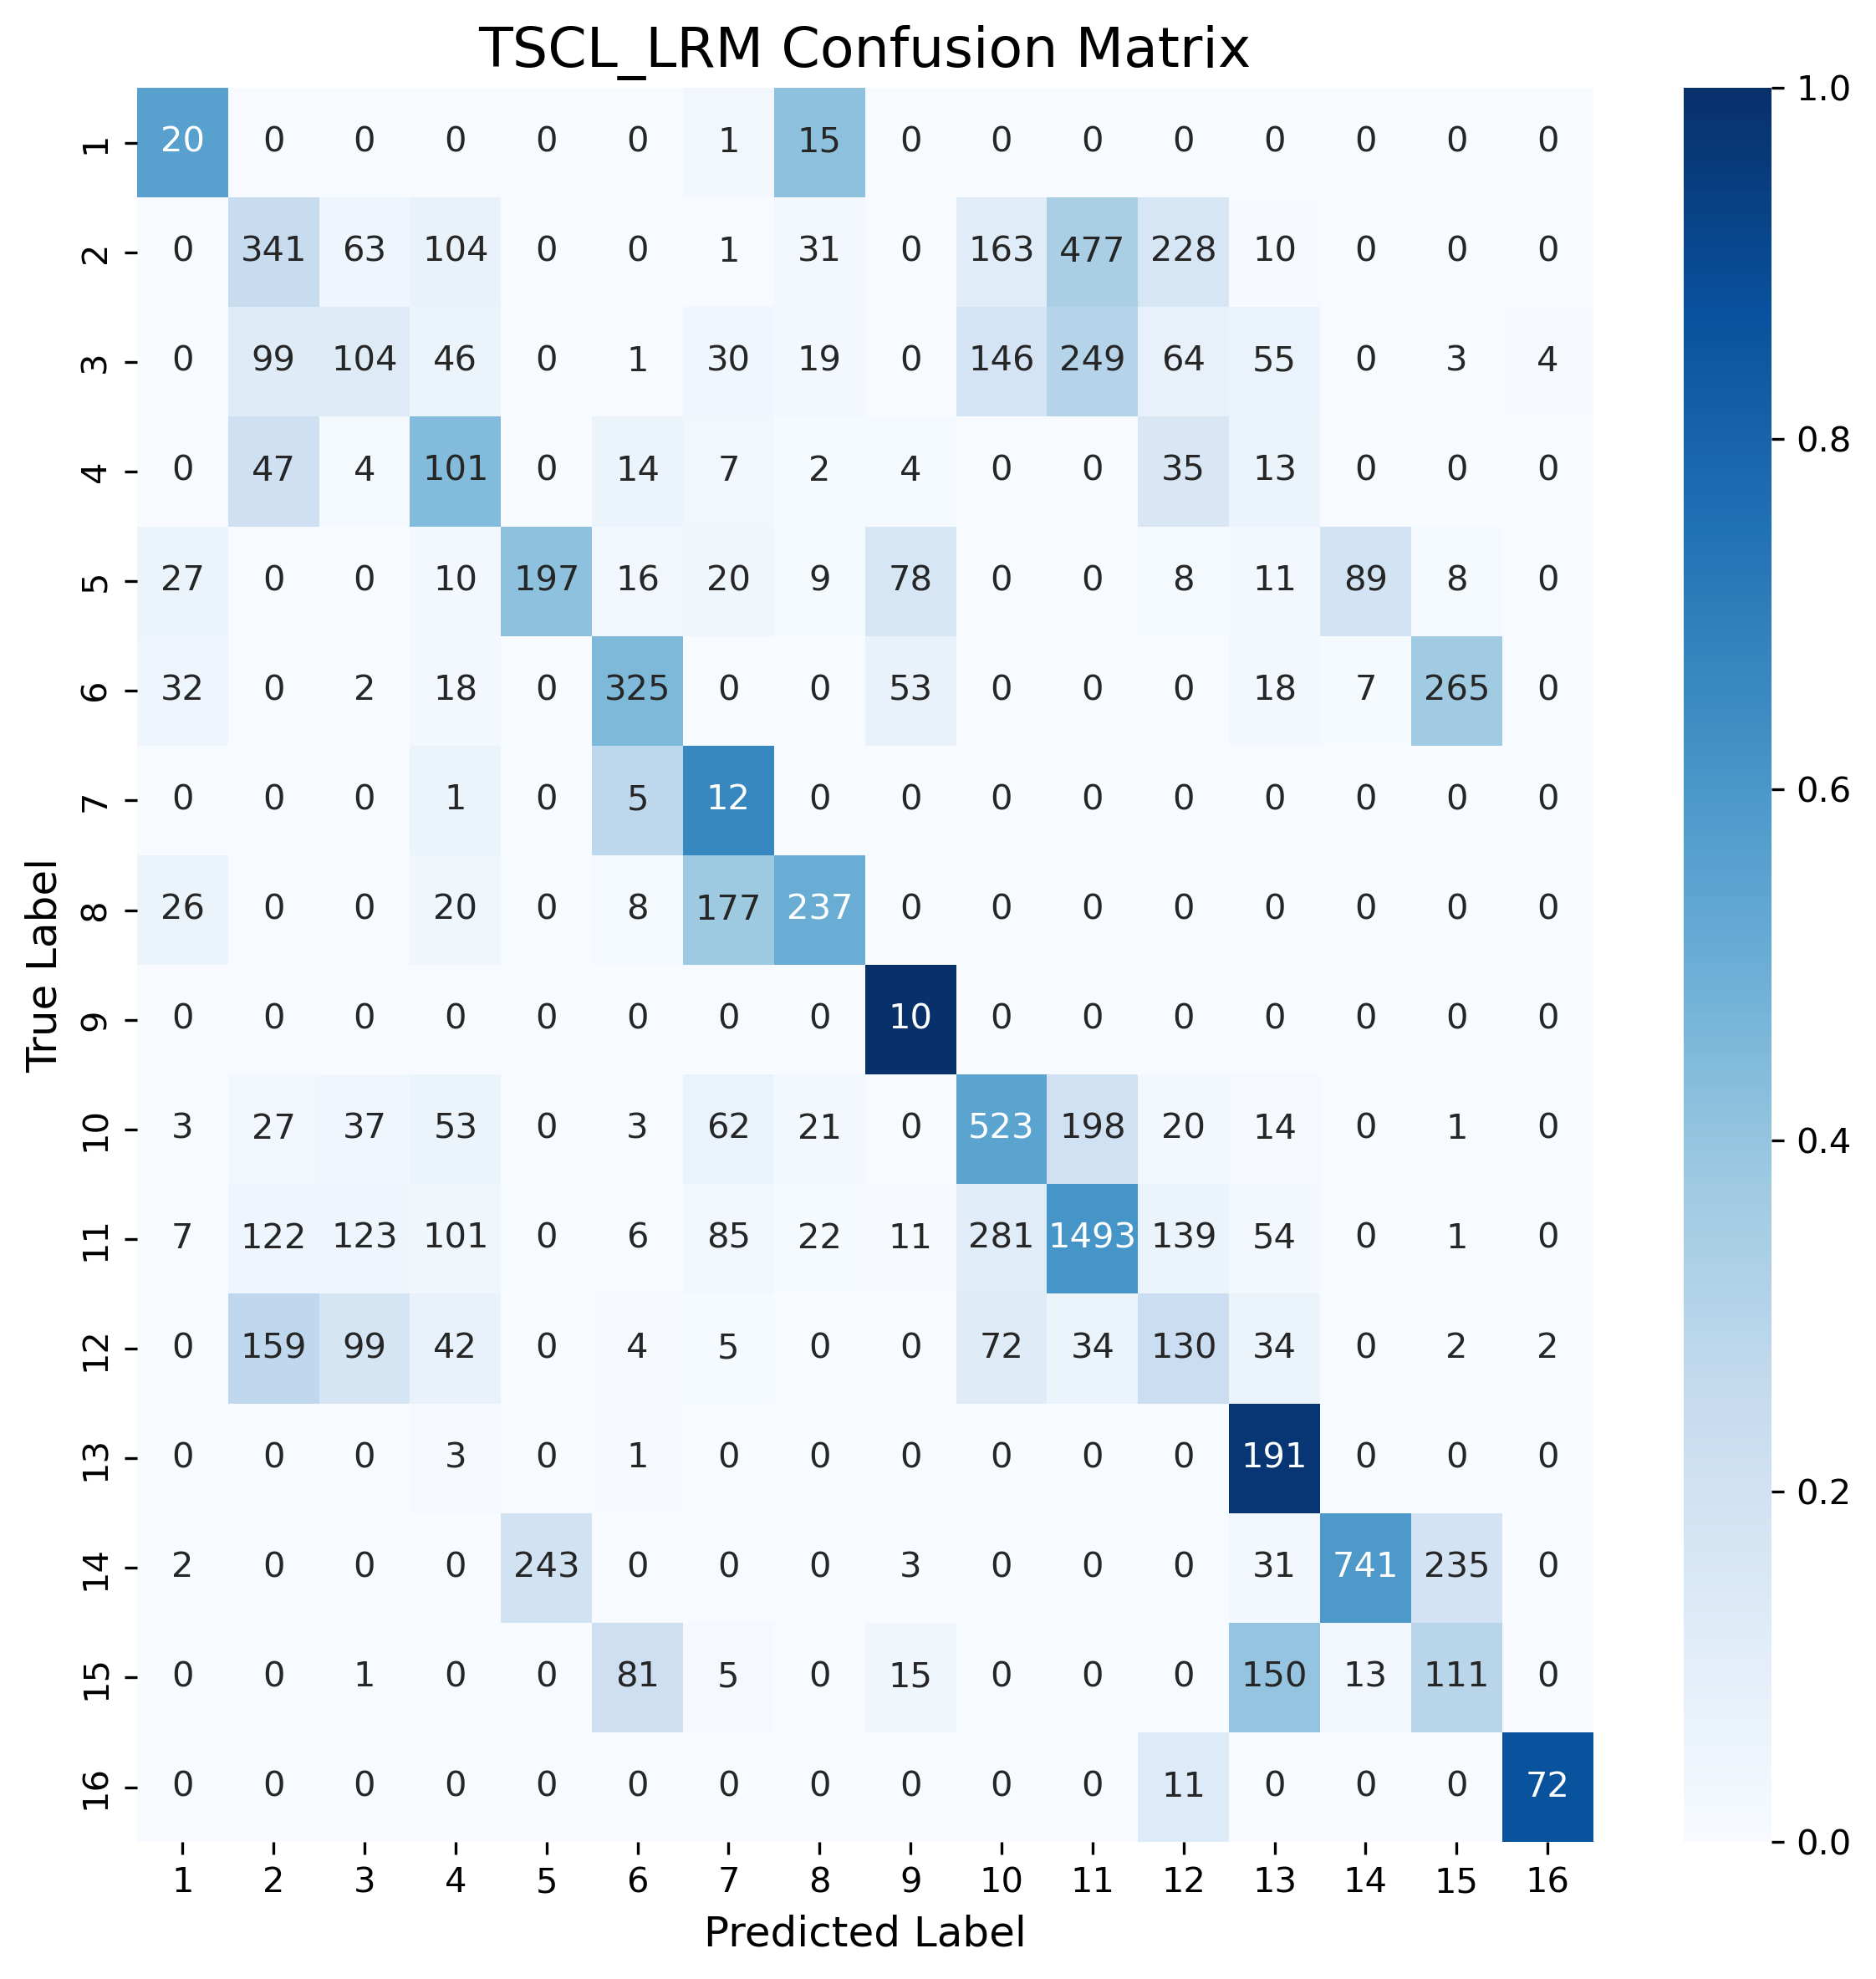 TSCL_LRM Confusion Matrix
1 20 0 0 0 0 0 1 15 0 0 0 0 0 0 0 0
2 0 341 63 104 0 0 1 31 0 163 477 228 10 0 0 0
3 0 99 104 46 0 1 30 19 0 146 249 64 55 0 3 4
4 0 47 4 101 0 14 7 2 4 0 0 35 13 0 0 0
5 27 0 0 10 197 16 20 9 78 0 0 8 11 89 8 0
6 32 0 2 18 0 325 0 0 53 0 0 0 18 7 265 0
7 0 0 0 1 0 5 12 0 0 0 0 0 0 0 0 0
8 26 0 0 20 0 8 177 237 0 0 0 0 0 0 0 0
9 0 0 0 0 0 0 0 0 10 0 0 0 0 0 0 0
10 3 27 37 53 0 3 62 21 0 523 198 20 14 0 1 0
11 7 122 123 101 0 6 85 22 11 281 1493 139 54 0 1 0
12 0 159 99 42 0 4 5 0 0 72 34 130 34 0 2 2
13 0 0 0 3 0 1 0 0 0 0 0 0 191 0 0 0
14 2 0 0 0 243 0 0 0 3 0 0 0 31 741 235 0
15 0 0 1 0 0 81 5 0 15 0 0 0 150 13 111 0
16 0 0 0 0 0 0 0 0 0 0 0 11 0 0 0 72
1 2 3 4 5 6 7 8 9 10 11 12 13 14 15 16
Predicted Label
True Label
1.0
0.8
0.6
0.4
0.2
0.0